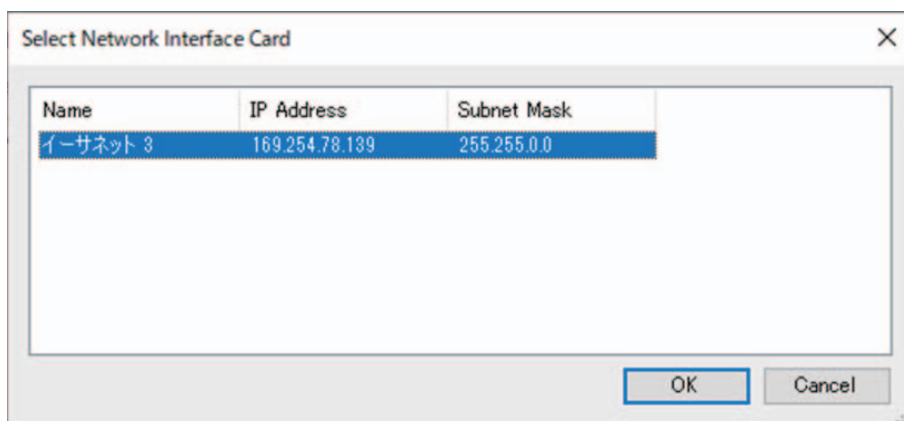 Select Network Interface Card
Name IP Address Subnet Mask
イーサネット 3 169.254.78.139 255.255.0.0
OK Cancel